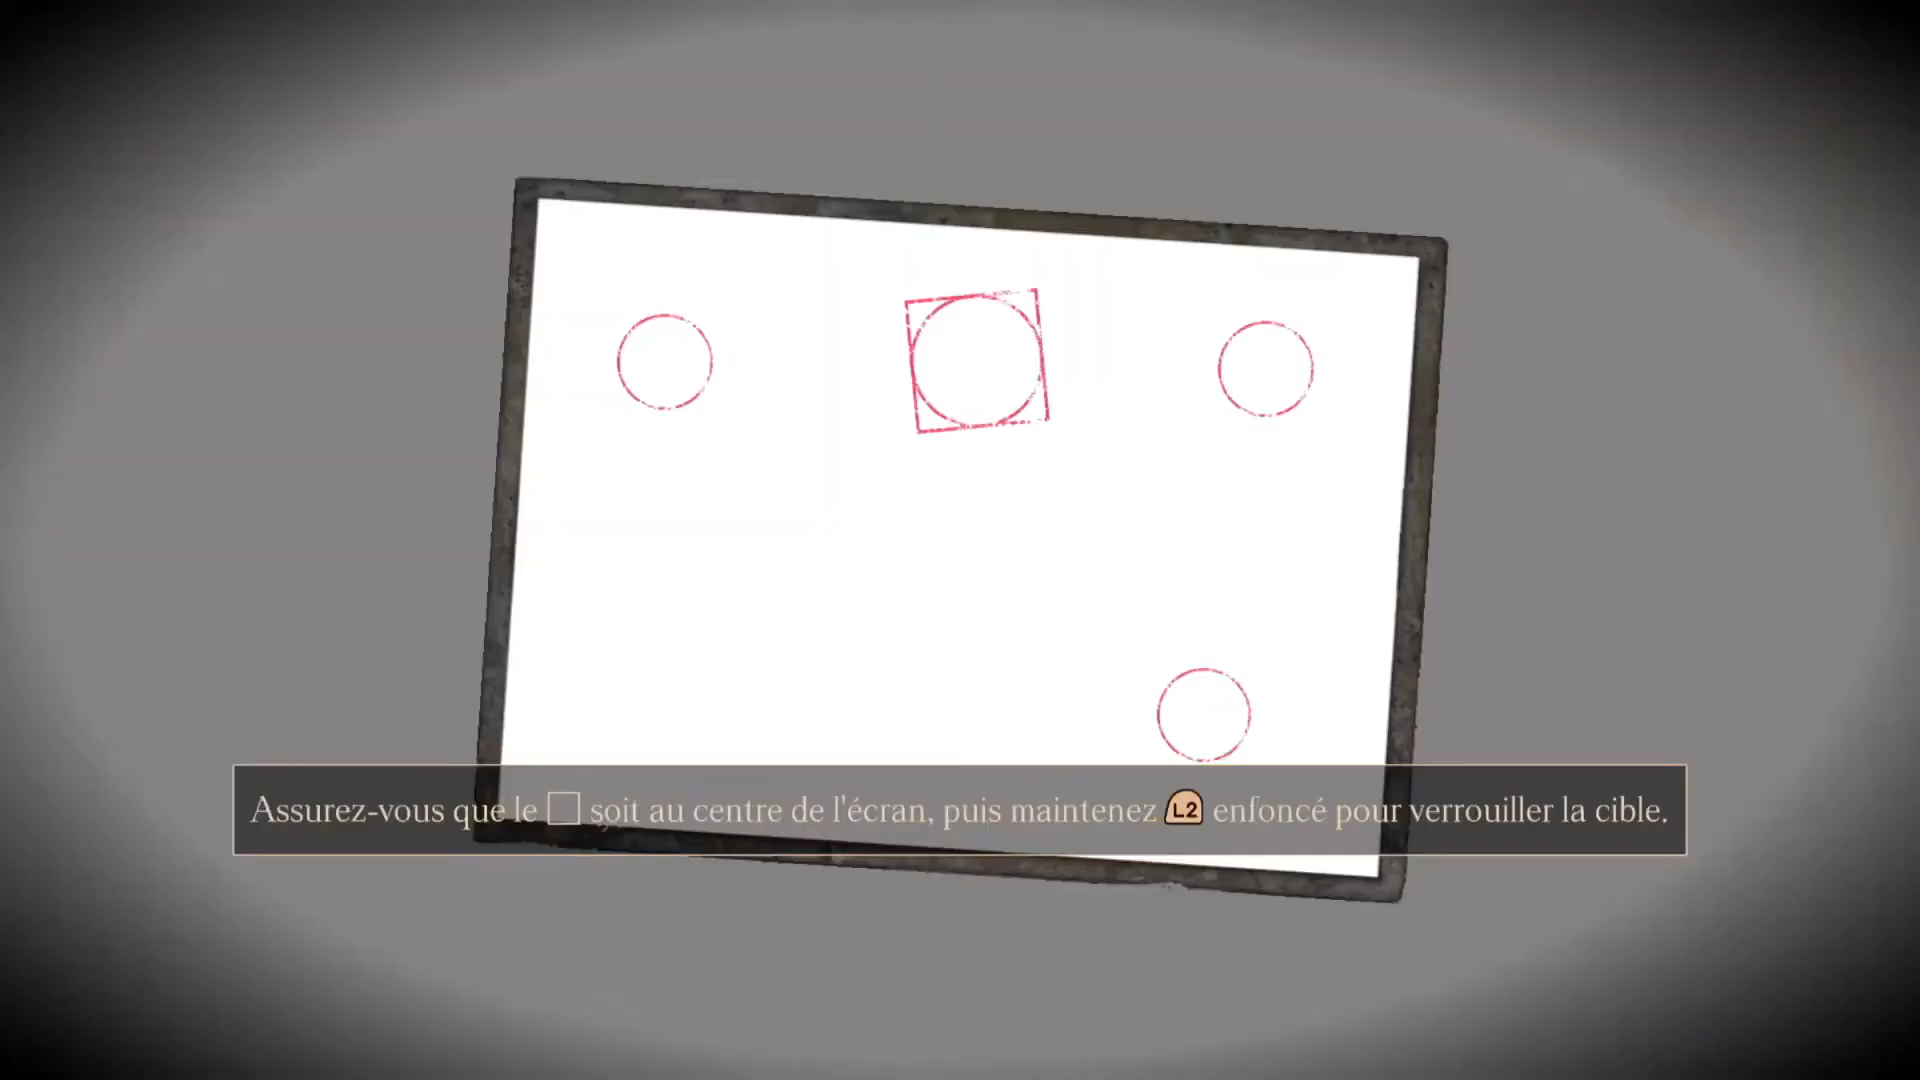 Assurez-vous que le □ soit au centre de l'écran, puis maintenez L2 enfoncé pour verrouiller la cible.